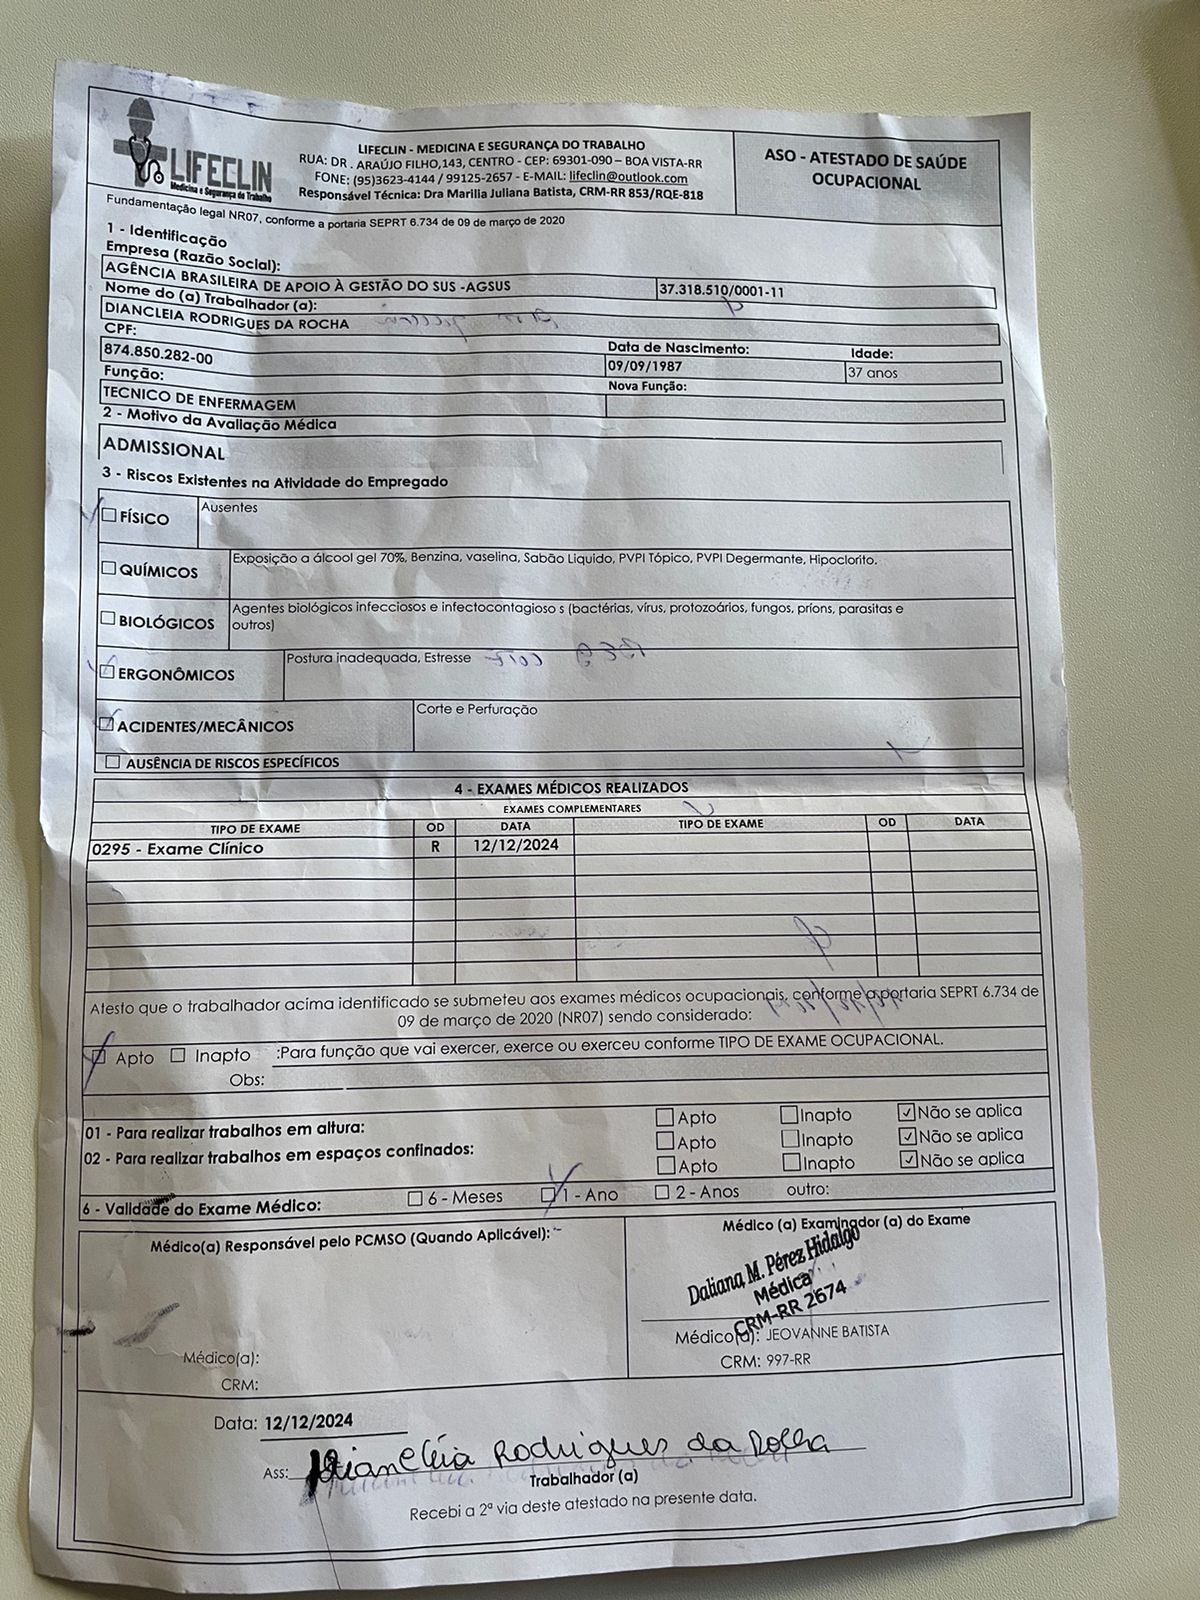 LIFECLIN
Medicina e Segurança do Trabalho
LIFECLIN - MEDICINA E SEGURANÇA DO TRABALHO
RUA: DR . ARAÚJO FILHO,143, CENTRO - CEP: 69301-090 – BOA VISTA-RR
FONE: (95)3623-4144 / 99125-2657 - E-MAIL: lifeclin@outlook.com
Responsável Técnica: Dra Marilia Juliana Batista, CRM-RR 853/RQE-818
ASO - ATESTADO DE SAÚDE
OCUPACIONAL
Fundamentação legal NR07, conforme a portaria SEPRT 6.734 de 09 de março de 2020
1 - Identificação
Empresa (Razão Social):
AGÊNCIA BRASILEIRA DE APOIO À GESTÃO DO SUS -AGSUS 37.318.510/0001-11
Nome do (a) Trabalhador (a):
DIANCLEIA RODRIGUES DA ROCHA
CPF: Data de Nascimento: Idade:
874.850.282-00 09/09/1987 37 anos
Função: Nova Função:
TECNICO DE ENFERMAGEM
2 - Motivo da Avaliação Médica
ADMISSIONAL
3 - Riscos Existentes na Atividade do Empregado
FÍSICO Ausentes
QUÍMICOS Exposição a álcool gel 70%, Benzina, vaselina, Sabão Liquido, PVPI Tópico, PVPI Degermante, Hipoclorito.
BIOLÓGICOS Agentes biológicos infecciosos e infectocontagioso s (bactérias, vírus, protozoários, fungos, príons, parasitas e
outros)
ERGONÔMICOS Postura inadequada, Estresse
ACIDENTES/MECÂNICOS Corte e Perfuração
AUSÊNCIA DE RISCOS ESPECÍFICOS
4 - EXAMES MÉDICOS REALIZADOS
EXAMES COMPLEMENTARES
TIPO DE EXAME OD DATA TIPO DE EXAME OD DATA
0295 - Exame Clínico R 12/12/2024
Atesto que o trabalhador acima identificado se submeteu aos exames médicos ocupacionais, conforme a portaria SEPRT 6.734 de
09 de março de 2020 (NR07) sendo considerado:
Apto Inapto :Para função que vai exercer, exerce ou exerceu conforme TIPO DE EXAME OCUPACIONAL.
Obs:
01 - Para realizar trabalhos em altura: Apto Inapto Não se aplica
02 - Para realizar trabalhos em espaços confinados: Apto Inapto Não se aplica
Apto Inapto Não se aplica
6 - Validade do Exame Médico: 6 - Meses 1 - Ano 2 - Anos outro:
Médico(a) Responsável pelo PCMSO (Quando Aplicável):
Médico(a):
CRM:
Médico (a) Examinador (a) do Exame
Daliana M. Pérez Hidalgo
Médica
CRM-RR 2674
Médico(a): JEOVANNE BATISTA
CRM: 997-RR
Data: 12/12/2024
Ass: Diancléia Rodrigues da Rocha
Trabalhador (a)
Recebi a 2ª via deste atestado na presente data.